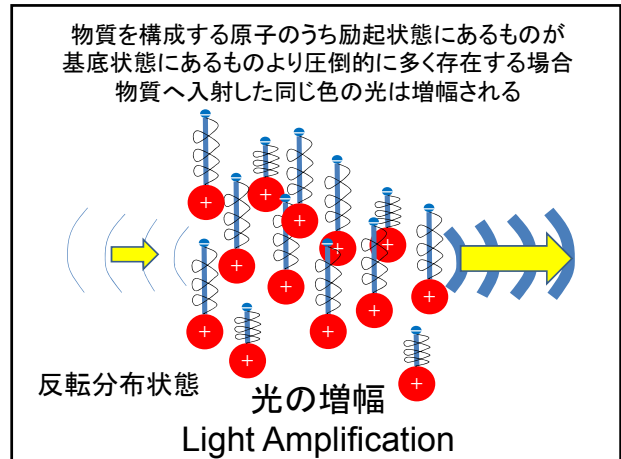 物質を構成する原子のうち励起状態にあるものが
基底状態にあるものより圧倒的に多く存在する場合
物質へ入射した同じ色の光は増幅される
+
+
+
+
+
+
+
+
+
+
+
+
+
反転分布状態
光の増幅
Light Amplification